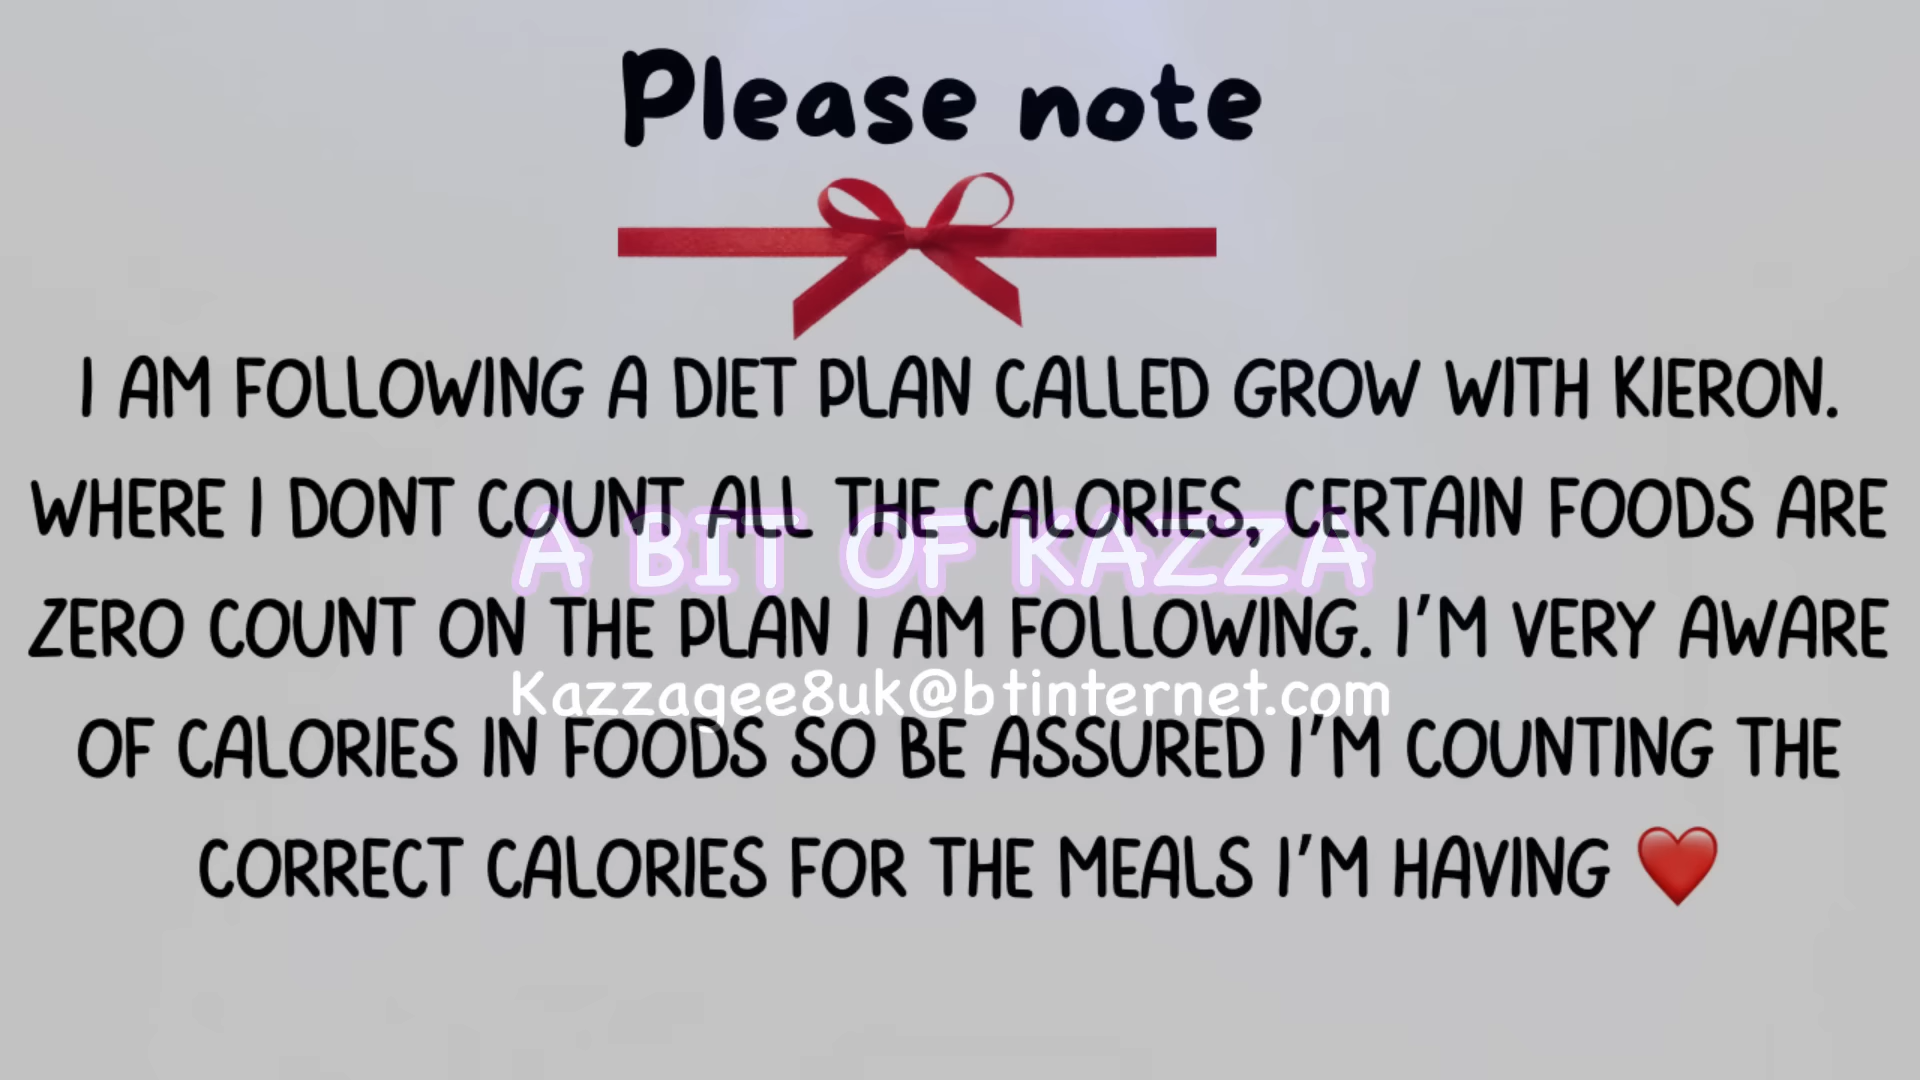 Please note
I AM FOLLOWING A DIET PLAN CALLED GROW WITH KIERON.
WHERE I DONT COUNT ALL THE CALORIES, CERTAIN FOODS ARE
A BIT OF KAZZA
ZERO COUNT ON THE PLAN I AM FOLLOWING. I'M VERY AWARE
Kazzagee8uk@btinternet.com
OF CALORIES IN FOODS SO BE ASSURED I'M COUNTING THE
CORRECT CALORIES FOR THE MEALS I'M HAVING ❤️